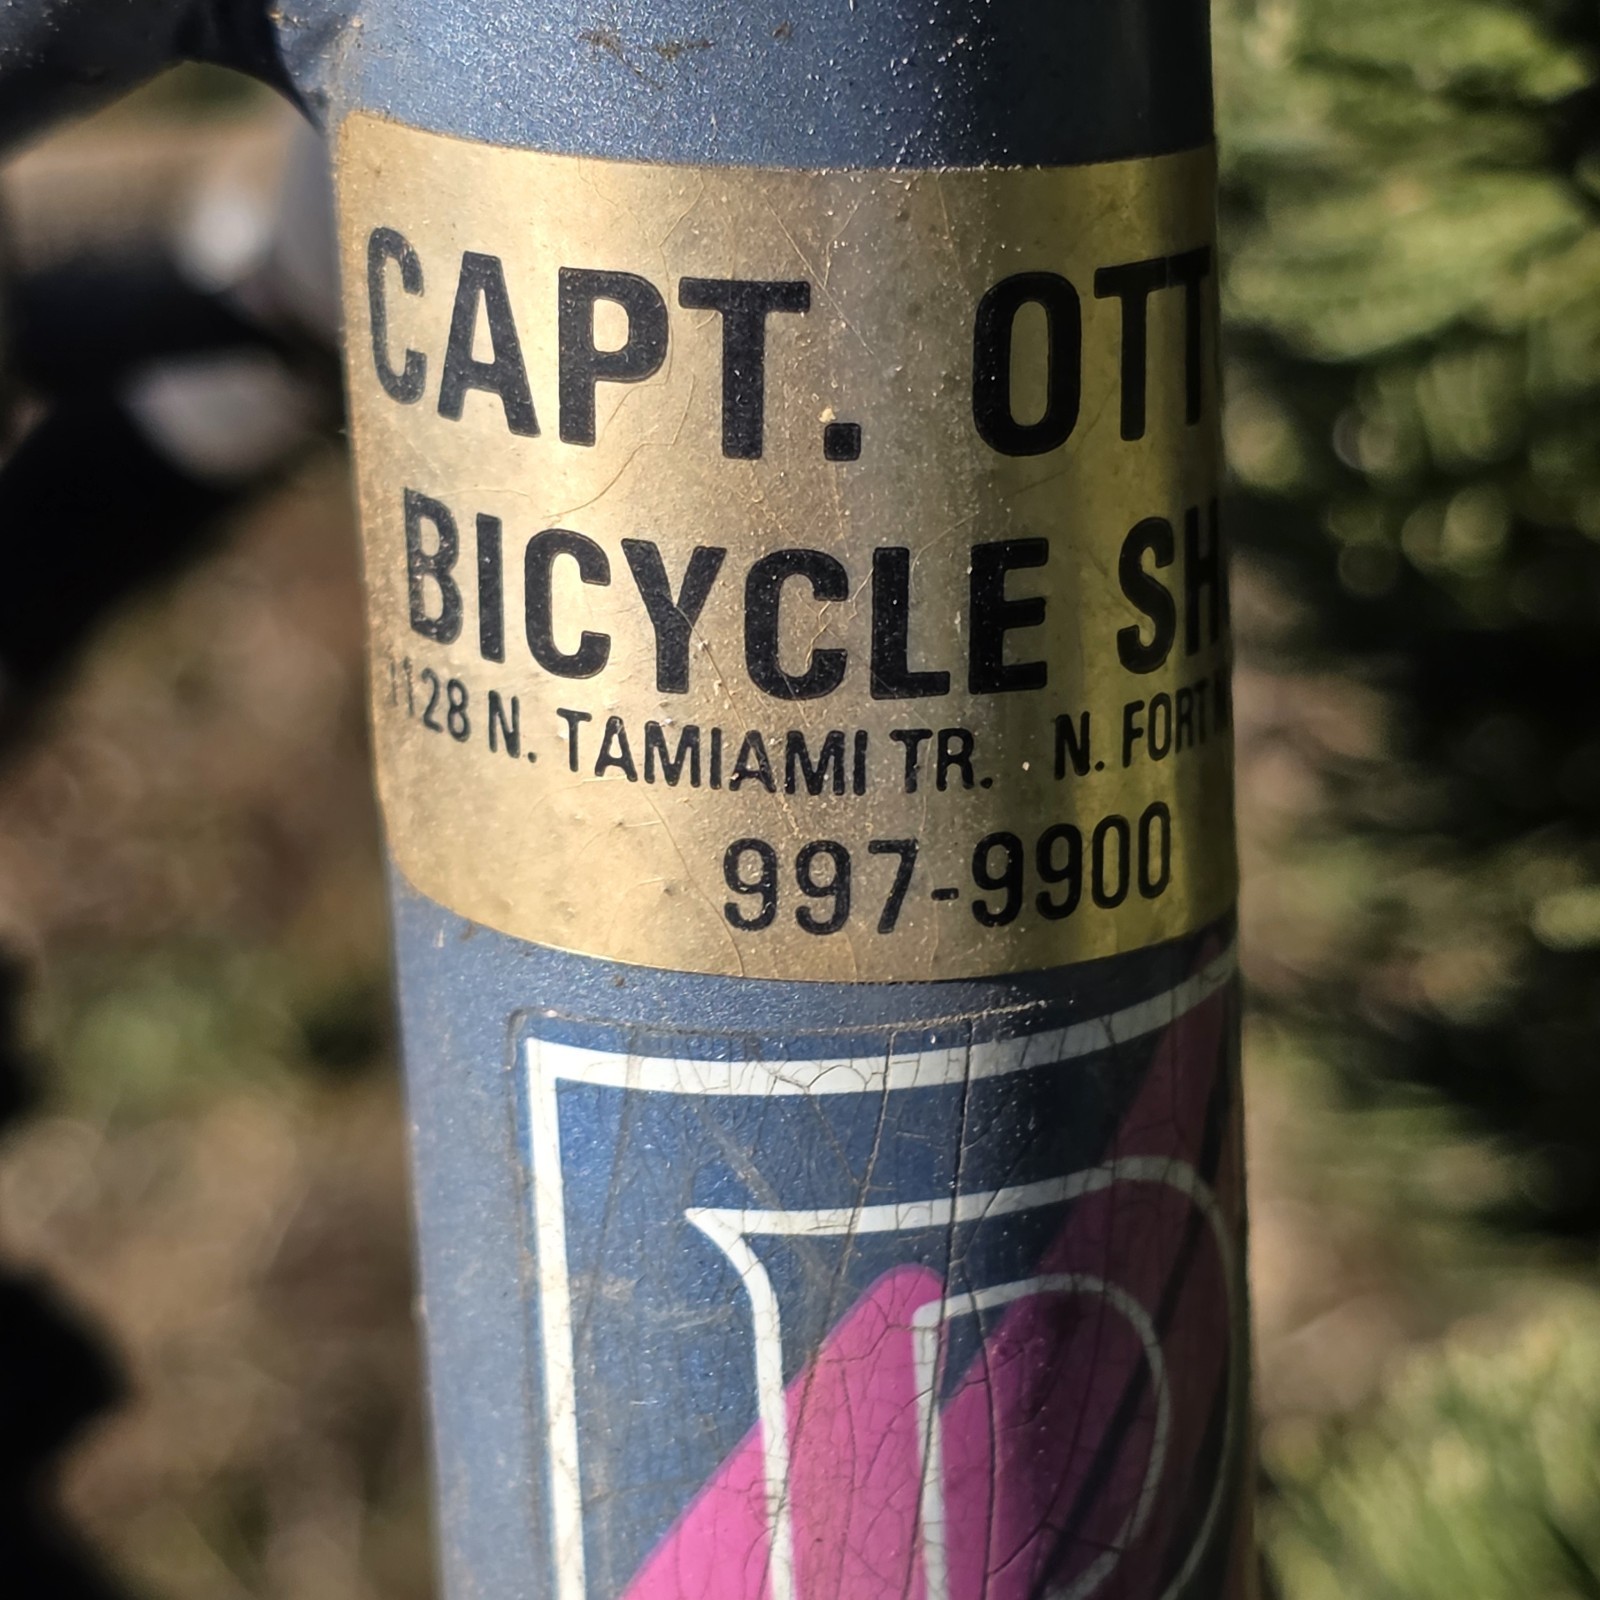 CAPT. OTT
BICYCLE SH
1128 N. TAMIAMI TR. N. FORT
997-9900